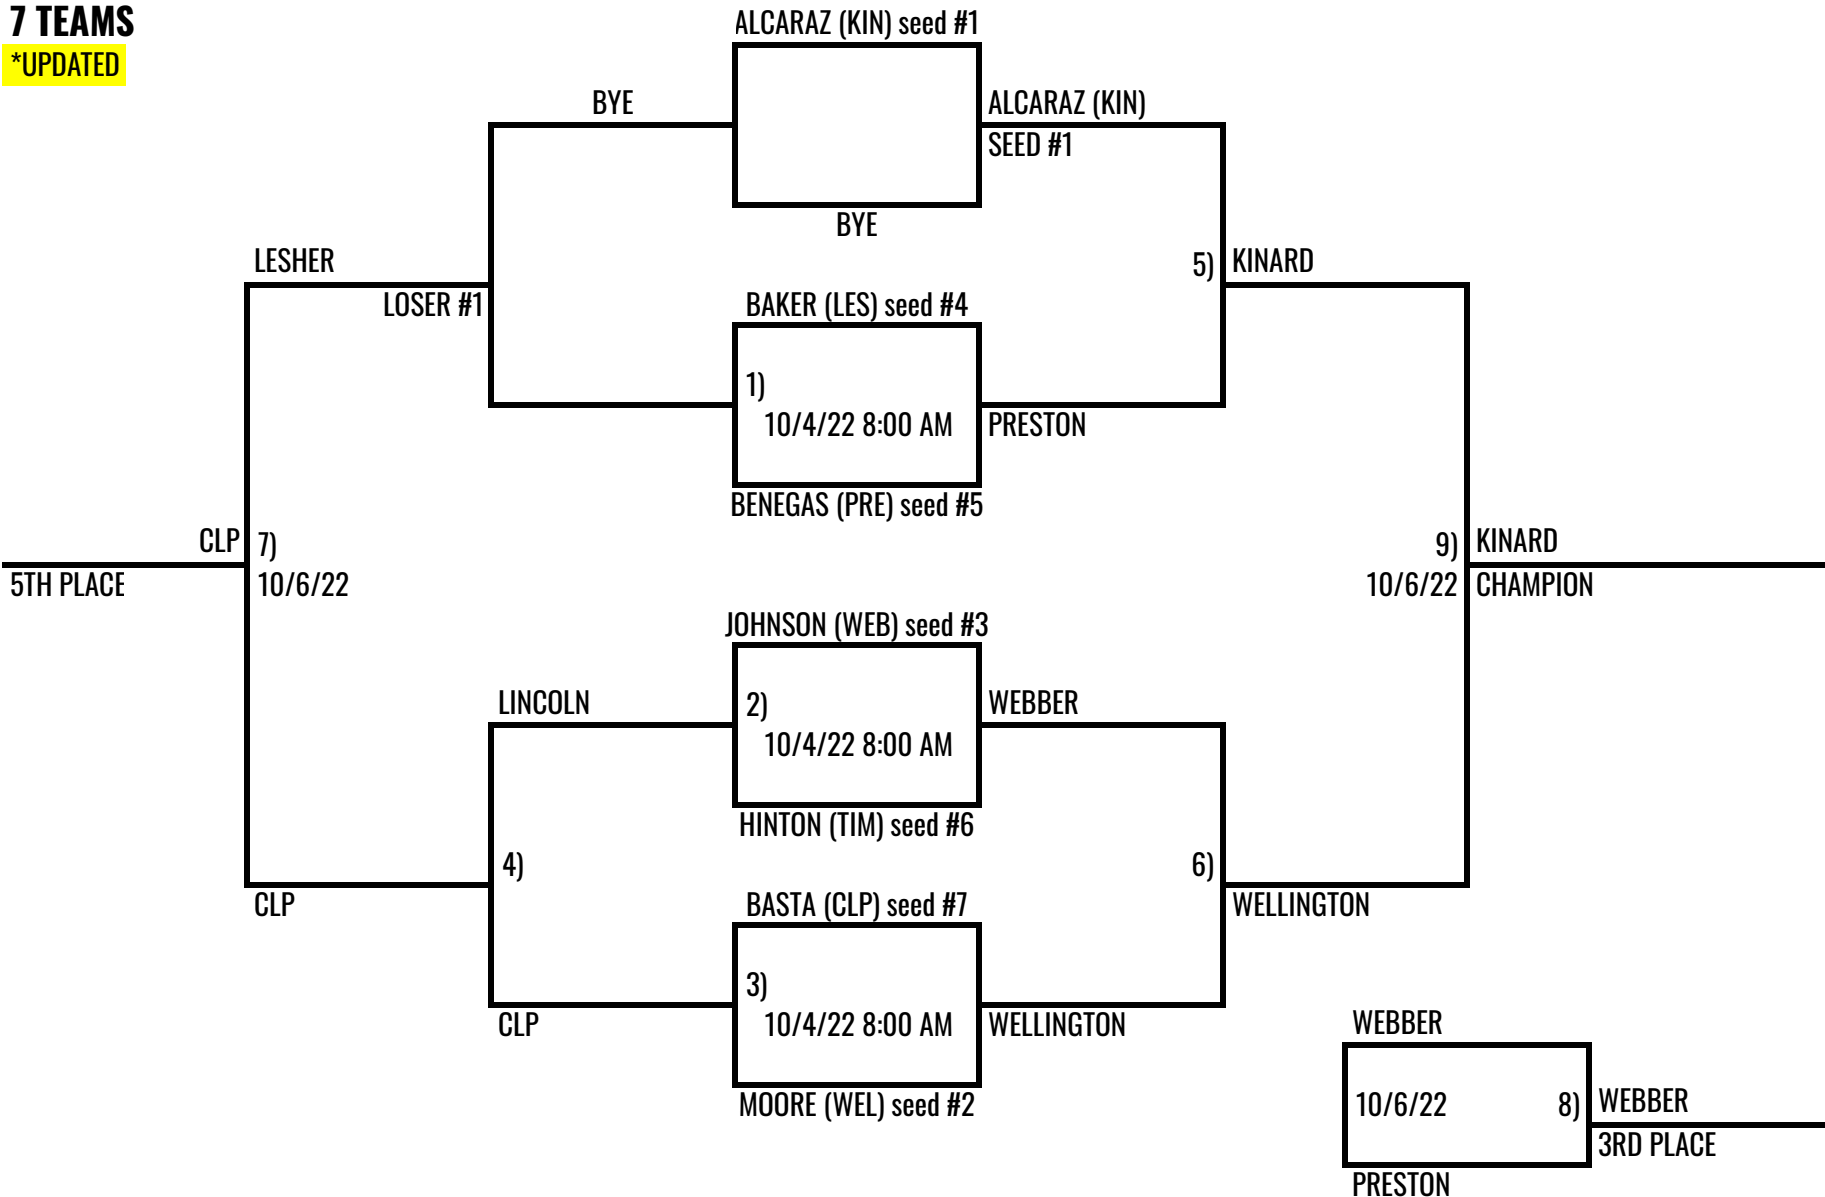 7 TEAMS
*UPDATED
ALCARAZ (KIN) seed #1
BYE
ALCARAZ (KIN)
SEED #1
BYE
LESHER
LOSER #1
5) KINARD
BAKER (LES) seed #4
1)
10/4/22 8:00 AM
PRESTON
BENEGAS (PRE) seed #5
CLP
7)
5TH PLACE
10/6/22
9) KINARD
10/6/22 CHAMPION
JOHNSON (WEB) seed #3
LINCOLN
2)
WEBBER
10/4/22 8:00 AM
HINTON (TIM) seed #6
4)
6)
CLP
BASTA (CLP) seed #7
WELLINGTON
3)
10/4/22 8:00 AM
CLP
WELLINGTON
MOORE (WEL) seed #2
WEBBER
10/6/22
8)
WEBBER
3RD PLACE
PRESTON